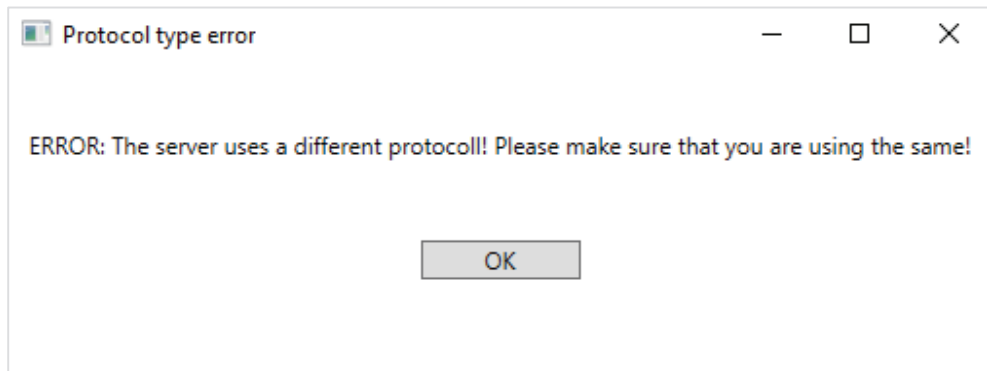 Protocol type error
ERROR: The server uses a different protocoll! Please make sure that you are using the same!
OK